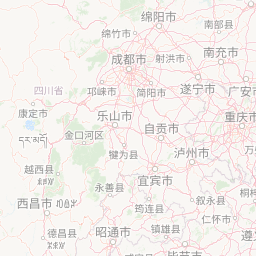 绵阳市
南部县
绵竹市
南充市
成都市
射洪市
四川省
邛崃市
简阳市
遂宁市
广安市
康定市
乐山市
重庆市
金口河区
自贡市
犍为县
泸州市
越西县
宜宾市
永善县
叙永县
西昌市
筠连县
仁怀市
德昌县
昭通市
镇雄县